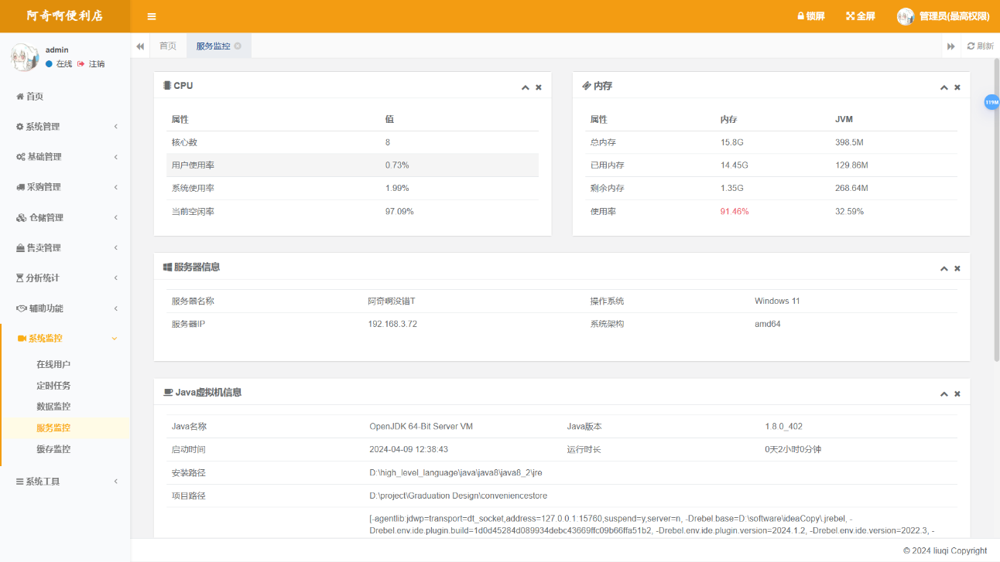 阿奇啊便利店
锁屏 全屏 管理员(最高权限)
admin
在线 注销
首页 服务监控 刷新
首页
系统管理
基础管理
采购管理
仓储管理
售卖管理
分析统计
辅助功能
系统监控
在线用户
定时任务
数据监控
服务监控
缓存监控
系统工具
CPU
属性 值
核心数 8
用户使用率 0.73%
系统使用率 1.99%
当前空闲率 97.09%
内存
属性 内存 JVM
总内存 15.8G 398.5M
已用内存 14.45G 129.86M
剩余内存 1.35G 268.64M
使用率 91.46% 32.59%
119M
服务器信息
服务器名称 阿奇啊没错T 操作系统 Windows 11
服务器IP 192.168.3.72 系统架构 amd64
Java虚拟机信息
Java名称 OpenJDK 64-Bit Server VM Java版本 1.8.0_402
启动时间 2024-04-09 12:38:43 运行时长 0天2小时0分钟
安装路径 D:\high_level_language\java\java8\java8_2\jre
项目路径 D:\project\Graduation Design\conveniencestore
[-agentlib:jdwp=transport=dt_socket,address=127.0.0.1:15760,suspend=y,server=n, -Drebel.base=D:\software\ideaCopy\.jrebel, -
Drebel.env.ide.plugin.build=1d0d45284d089934debc43669ffc09b66ffa51b2, -Drebel.env.ide.plugin.version=2024.1.2, -Drebel.env.ide.version=2022.3, -
© 2024 liuqi Copyright